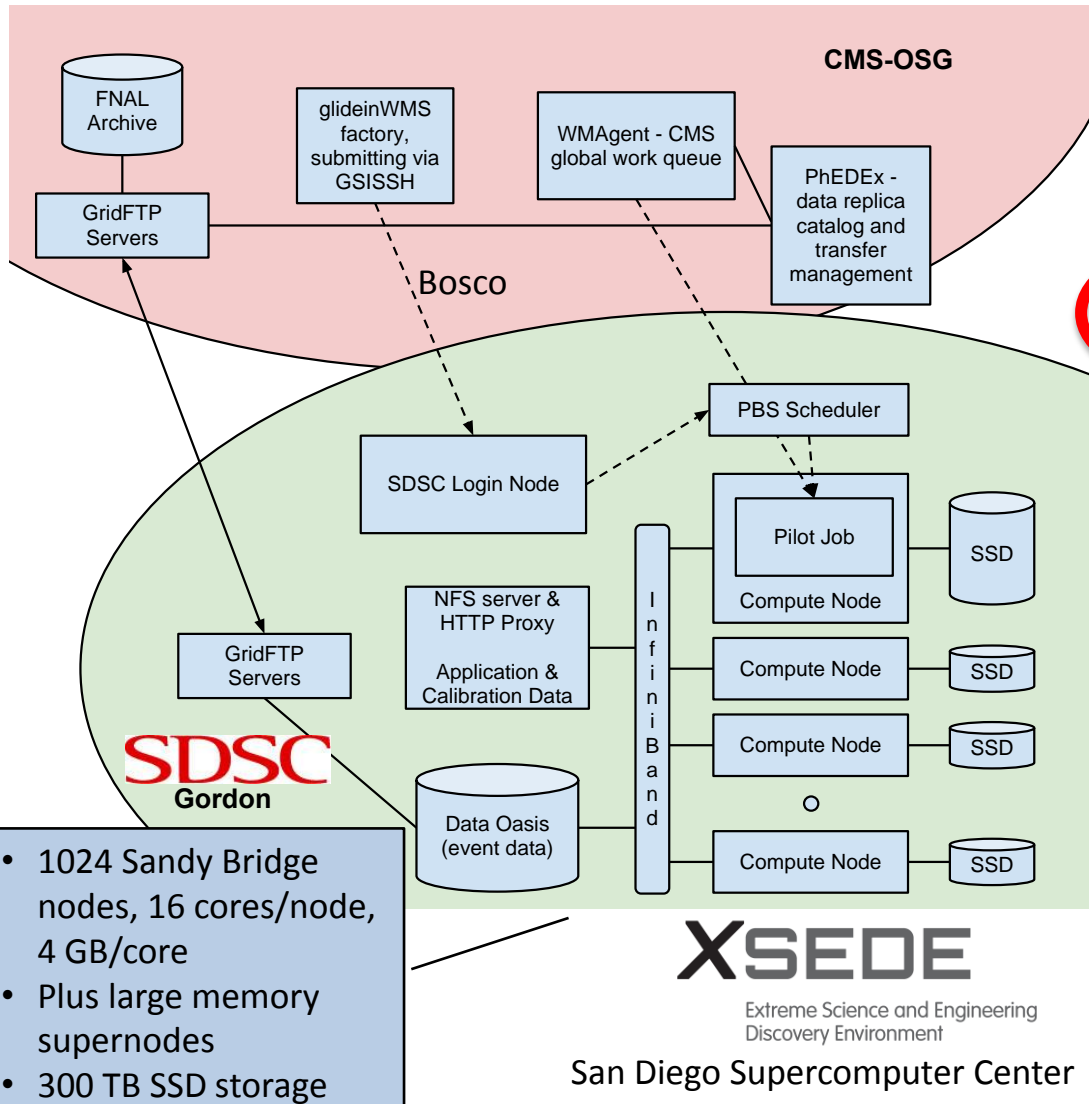 CMS-OSG
FNAL
Archive
glideinWMS
factory,
submitting via
GSISSH
WMAgent - CMS
global work queue
PhEDEx -
data replica
catalog and
transfer
management
GridFTP
Servers
Bosco
PBS Scheduler
SDSC Login Node
Pilot Job
Compute Node
SSD
NFS server &
HTTP Proxy
Application &
Calibration Data
InfiniBand
GridFTP
Servers
Compute Node
SSD
Compute Node
SSD
SDSC
Gordon
Data Oasis
(event data)
Compute Node
SSD
• 1024 Sandy Bridge
nodes, 16 cores/node,
4 GB/core
• Plus large memory
supernodes
• 300 TB SSD storage
XSEDE
Extreme Science and Engineering
Discovery Environment
San Diego Supercomputer Center